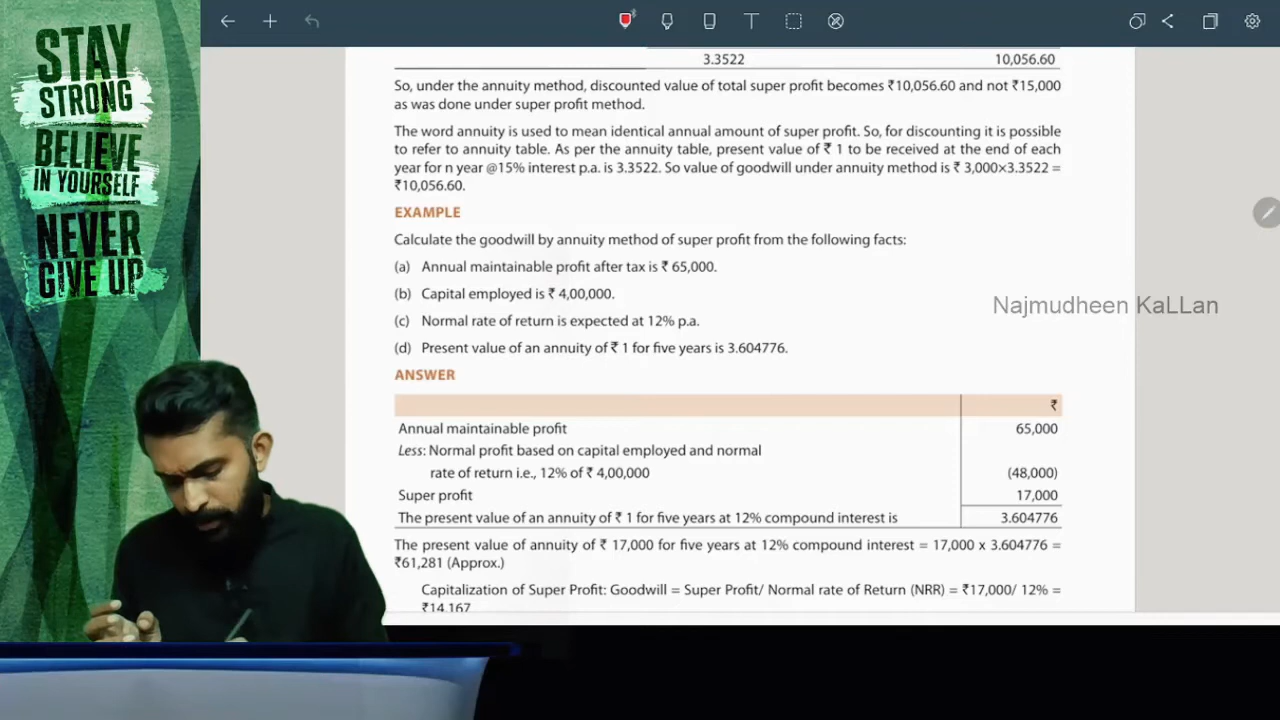 STAY
STRONG
BELIEVE
IN YOURSELF
NEVER
GIVE UP
3.3522 10,056.60
So, under the annuity method, discounted value of total super profit becomes ₹10,056.60 and not ₹15,000
as was done under super profit method.
The word annuity is used to mean identical annual amount of super profit. So, for discounting it is possible
to refer to annuity table. As per the annuity table, present value of ₹ 1 to be received at the end of each
year for n year @15% interest p.a. is 3.3522. So value of goodwill under annuity method is ₹ 3,000×3.3522 =
₹10,056.60.
EXAMPLE
Calculate the goodwill by annuity method of super profit from the following facts:
(a) Annual maintainable profit after tax is ₹ 65,000.
(b) Capital employed is ₹ 4,00,000.
(c) Normal rate of return is expected at 12% p.a.
(d) Present value of an annuity of ₹ 1 for five years is 3.604776.
Najmudheen KaLLan
ANSWER
₹
Annual maintainable profit 65,000
Less: Normal profit based on capital employed and normal
rate of return i.e., 12% of ₹ 4,00,000 (48,000)
Super profit 17,000
The present value of an annuity of ₹ 1 for five years at 12% compound interest is 3.604776
The present value of annuity of ₹ 17,000 for five years at 12% compound interest = 17,000 x 3.604776 =
₹61,281 (Approx.)
Capitalization of Super Profit: Goodwill = Super Profit/ Normal rate of Return (NRR) = ₹17,000/ 12% =
₹14,167